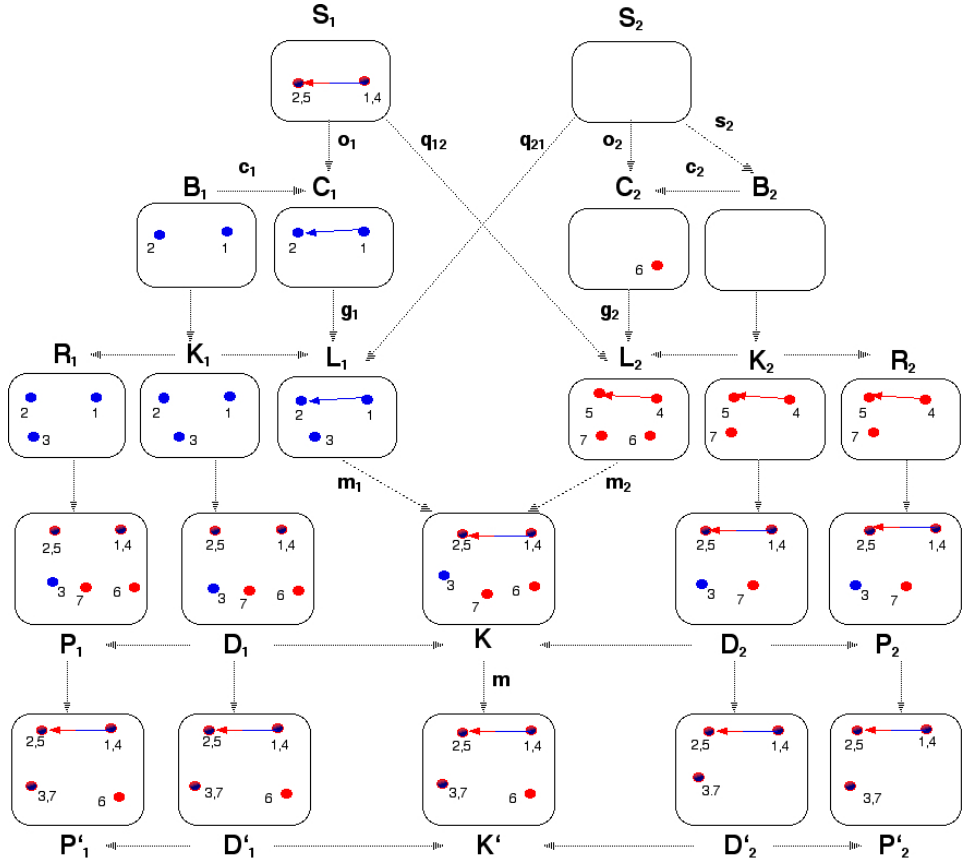 S1 S2
2,5 1,4
o1 q12 q21 o2 s2
c1 c2
B1 C1 C2 B2
2 1 2 1 6
g1 g2
R1 K1 L1 L2 K2 R2
2 1 2 1 2 1 5 4 5 4 5 4
3 3 3 7 6 7 7
m1 m2
2,5 1,4 2,5 1,4 2,5 1,4 2,5 1,4 2,5 1,4
3 7 6 3 7 6 3 7 6 3 7 3 7
P1 D1 K D2 P2
m
2,5 1,4 2,5 1,4 2,5 1,4 2,5 1,4 2,5 1,4
3,7 6 3,7 6 3,7 6 3.7 3,7
P‘1 D‘1 K‘ D‘2 P‘2